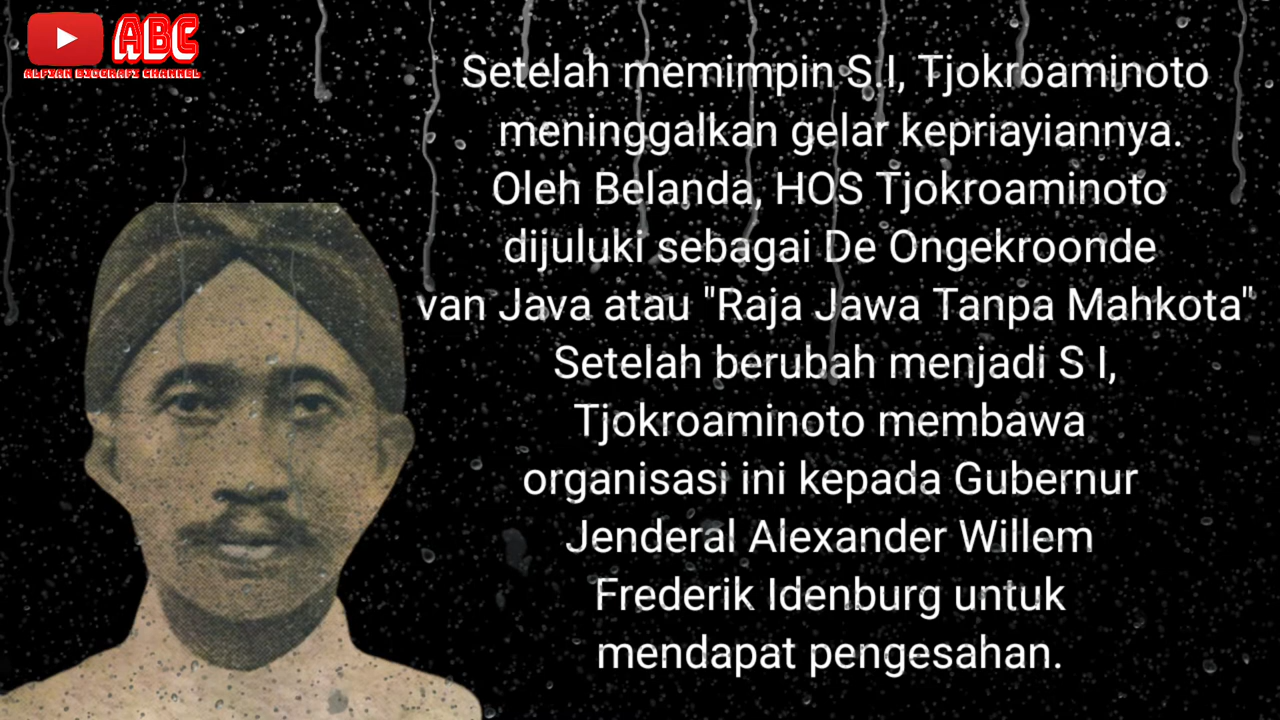 ABC
ALFIAN BIOGRAFI CHANNEL
Setelah memimpin S.I, Tjokroaminoto
meninggalkan gelar kepriayiannya.
Oleh Belanda, HOS Tjokroaminoto
dijuluki sebagai De Ongekroonde
van Java atau "Raja Jawa Tanpa Mahkota"
Setelah berubah menjadi S I,
Tjokroaminoto membawa
organisasi ini kepada Gubernur
Jenderal Alexander Willem
Frederik Idenburg untuk
mendapat pengesahan.